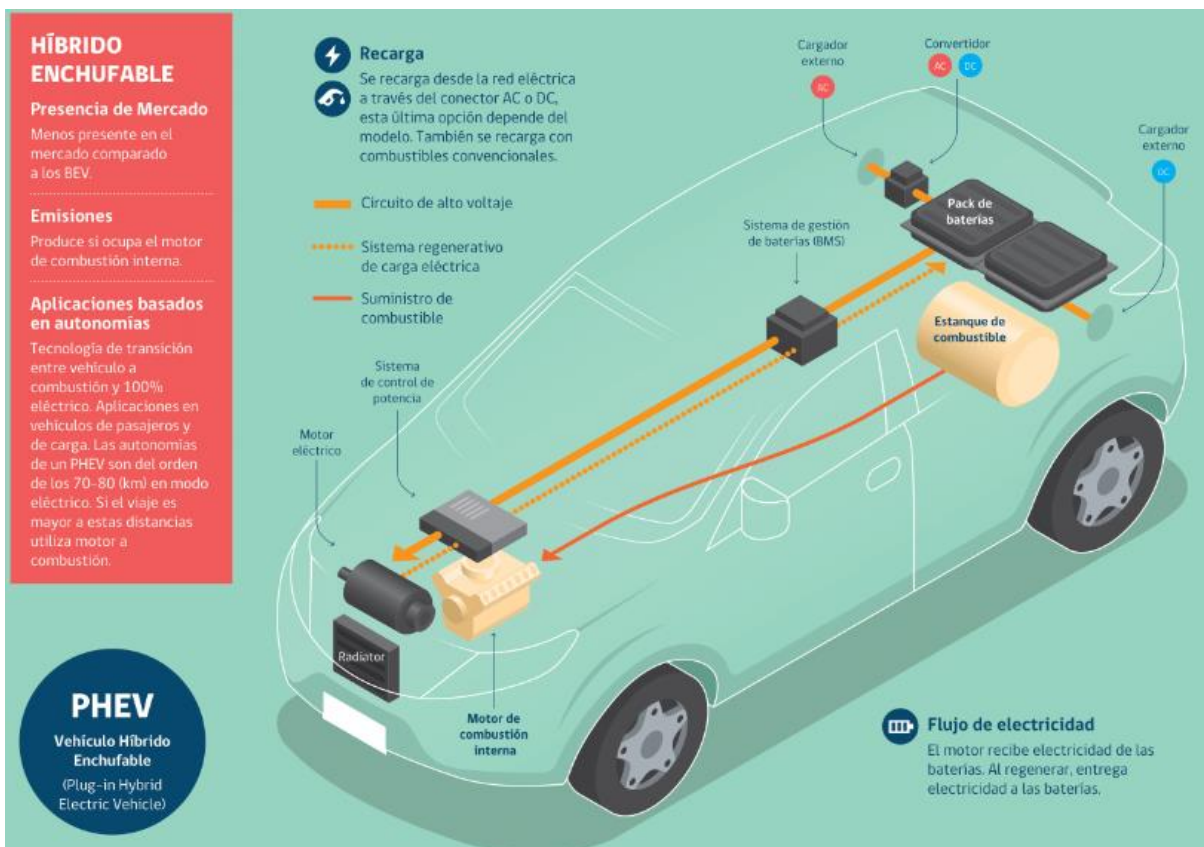 HÍBRIDO
ENCHUFABLE
Presencia de Mercado
Menos presente en el
mercado comparado
a los BEV.
Emisiones
Produce si ocupa el motor
de combustión interna.
Aplicaciones basados
en autonomías
Tecnología de transición
entre vehículo a
combustión y 100%
eléctrico. Aplicaciones en
vehículos de pasajeros y
de carga. Las autonomías
de un PHEV son del orden
de los 70-80 (km) en modo
eléctrico. Si el viaje es
mayor a estas distancias
utiliza motor a
combustión.
PHEV
Vehículo Híbrido
Enchufable
(Plug-in Hybrid
Electric Vehicle)
Recarga
Se recarga desde la red eléctrica
a través del conector AC o DC,
esta última opción depende del
modelo. También se recarga con
combustibles convencionales.
Circuito de alto voltaje
Sistema regenerativo
de carga eléctrica
Suministro de
combustible
Cargador
externo
AC
Convertidor
AC DC
Cargador
externo
DC
Pack de
baterías
Sistema de gestión
de baterías (BMS)
Estanque de
combustible
Sistema
de control de
potencia
Motor
eléctrico
Radiator
Motor de
combustión
interna
Flujo de electricidad
El motor recibe electricidad de las
baterías. Al regenerar, entrega
electricidad a las baterías.